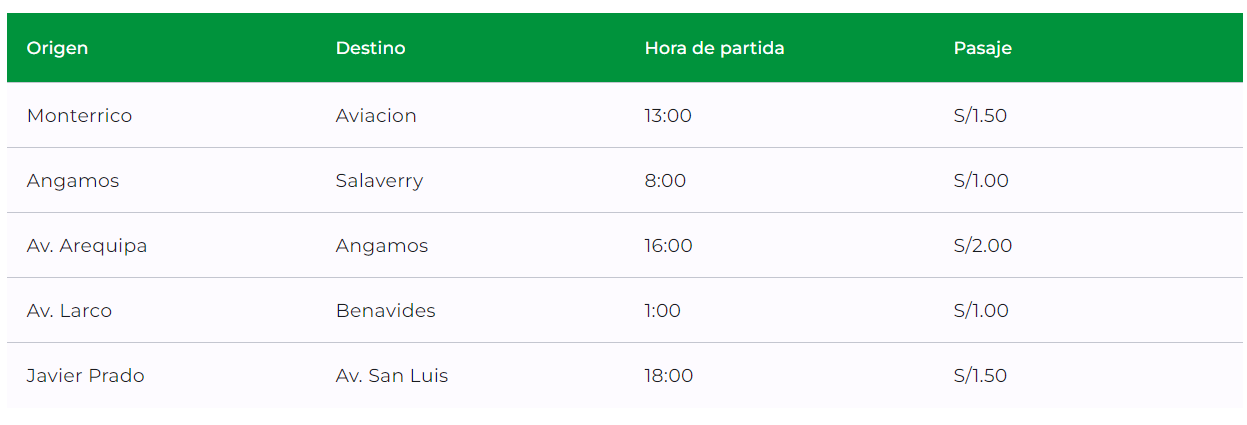 Origen Destino Hora de partida Pasaje
Monterrico Aviacion 13:00 S/1.50
Angamos Salaverry 8:00 S/1.00
Av. Arequipa Angamos 16:00 S/2.00
Av. Larco Benavides 1:00 S/1.00
Javier Prado Av. San Luis 18:00 S/1.50